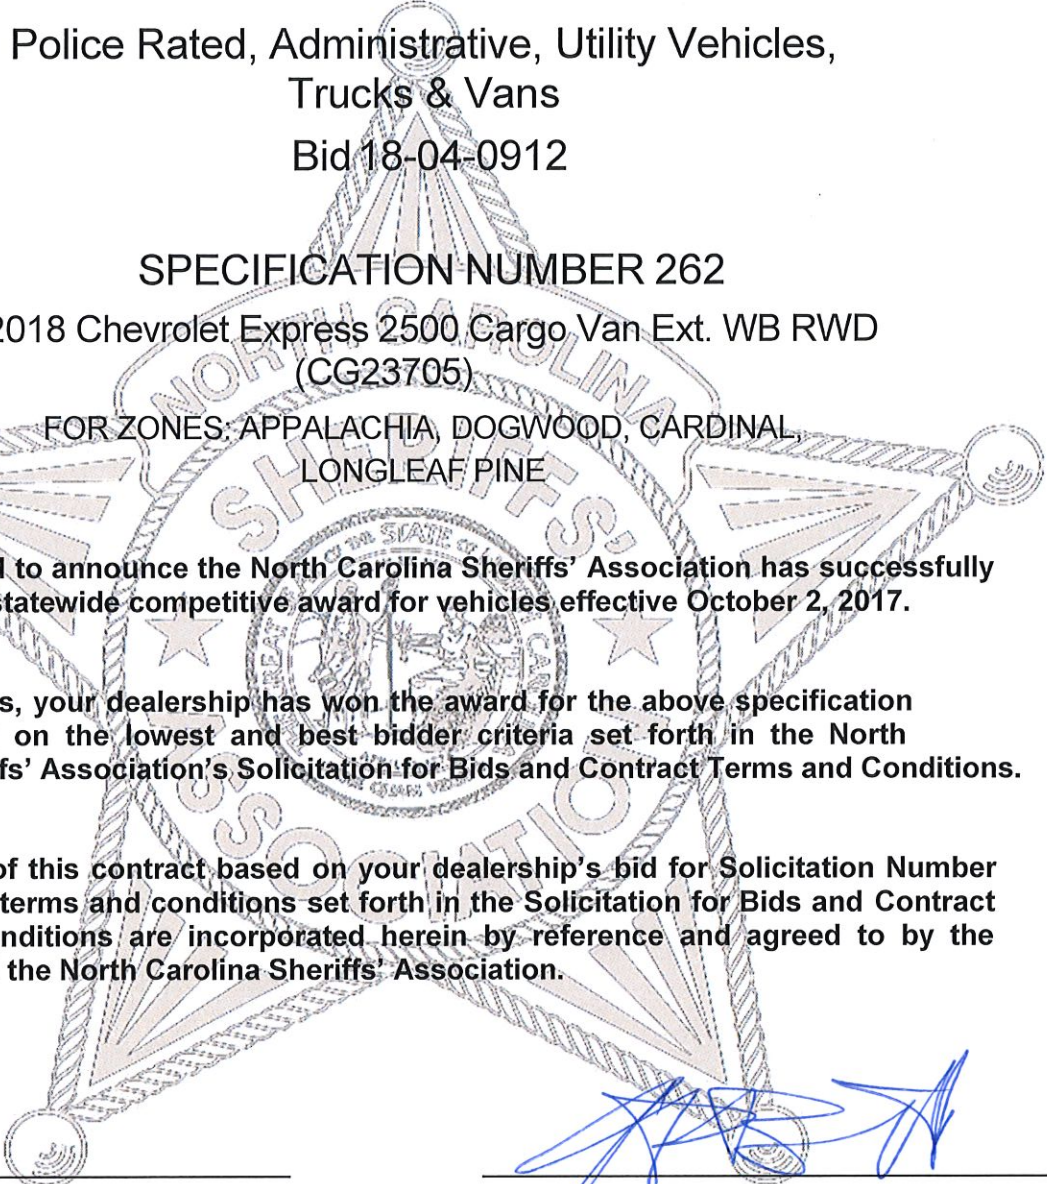 Police Rated, Administrative, Utility Vehicles,
Trucks & Vans
Bid 18-04-0912
SPECIFICATION NUMBER 262
2018 Chevrolet Express 2500 Cargo Van Ext. WB RWD
(CG23705)
NORTH CAROLINA
FOR ZONES: APPALACHIA, DOGWOOD, CARDINAL,
LONGLEAF PINE
SHERIFFS'
to announce the North Carolina Sheriffs' Association has successfully
statewide competitive award for vehicles effective October 2, 2017.
s, your dealership has won the award for the above specification
on the lowest and best bidder criteria set forth in the North
fs' Association's Solicitation for Bids and Contract Terms and Conditions.
ASSOCIATION
of this contract based on your dealership's bid for Solicitation Number
terms and conditions set forth in the Solicitation for Bids and Contract
nditions are incorporated herein by reference and agreed to by the
the North Carolina Sheriffs' Association.